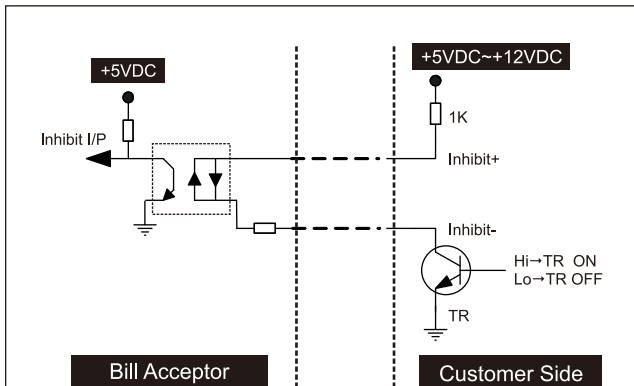 +5VDC
+5VDC~+12VDC
1K
Inhibit I/P
Inhibit+
Inhibit-
Hi→TR ON
Lo→TR OFF
TR
Bill Acceptor
Customer Side